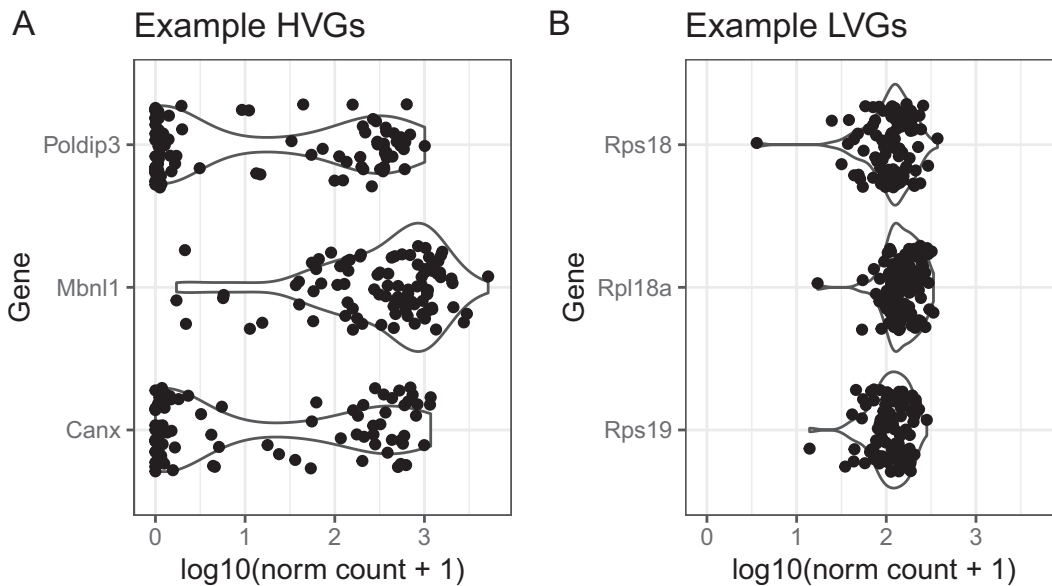 A
Example HVGs
Gene
Poldip3
Mbnl1
Canx
0 1 2 3
log10(norm count + 1)
B
Example LVGs
Gene
Rps18
Rpl18a
Rps19
0 1 2 3
log10(norm count + 1)